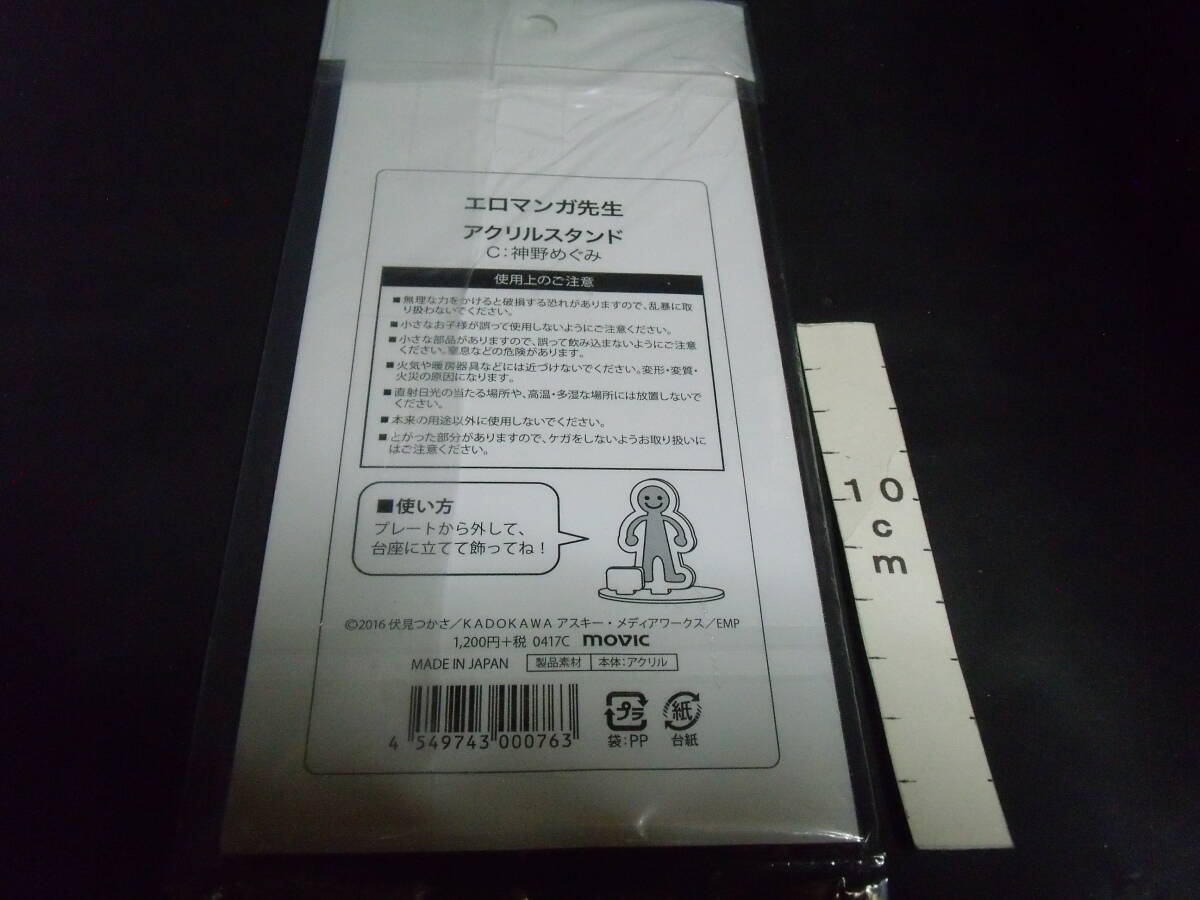 エロマンガ先生
アクリルスタンド
C:神野めぐみ
使用上のご注意
■無理な力をかけると破損する恐れがありますので、乱暴に取
り扱わないでください。
■小さなお子様が誤って使用しないようにご注意ください。
■小さな部品がありますので、誤って飲み込まないようにご注意
ください。窒息などの危険があります。
■火気や暖房器具などには近づけないでください。変形・変質・
火災の原因になります。
■直射日光の当たる場所や、高温・多湿な場所には放置しないで
ください。
■本来の用途以外に使用しないでください。
■とがった部分がありますので、ケガをしないようお取り扱いに
はご注意ください。
■使い方
プレートから外して、
台座に立てて飾ってね!
©2016 伏見つかさ/KADOKAWA アスキー・メディアワークス/EMP
1,200円+税 0417C movic
MADE IN JAPAN 製品素材 本体:アクリル
4 549743 000763
プラ
袋:PP
紙
台紙
10
cm